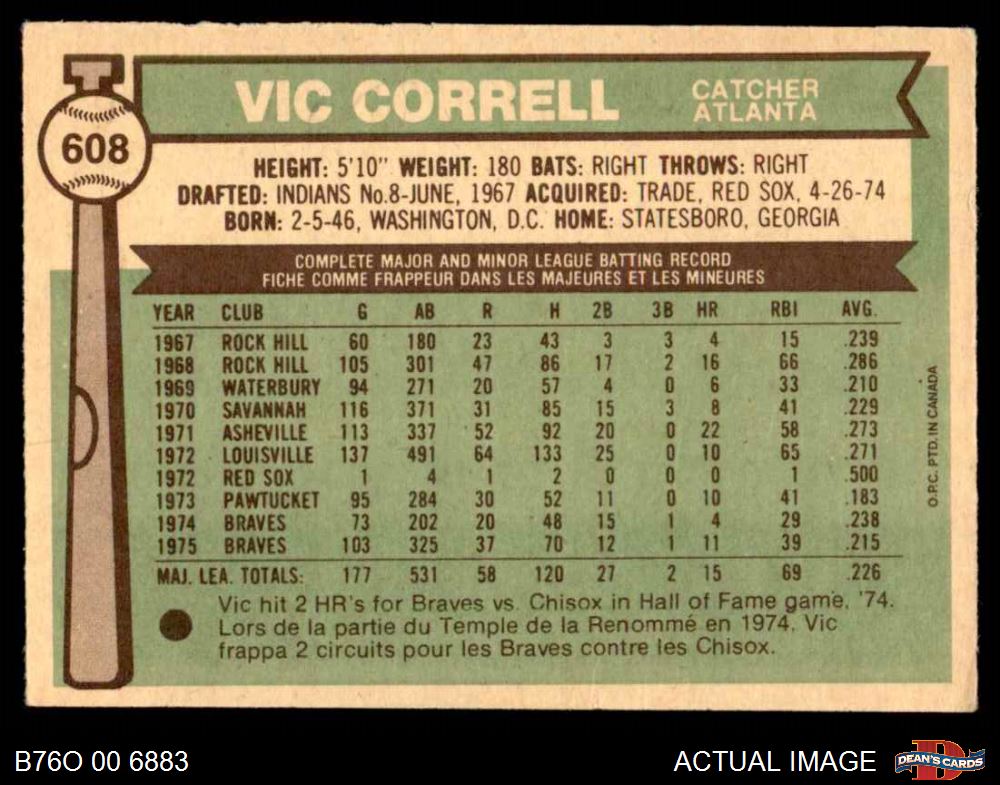 T
608
VIC CORRELL
CATCHER
ATLANTA
HEIGHT: 5'10" WEIGHT: 180 BATS: RIGHT THROWS: RIGHT
DRAFTED: INDIANS No.8-JUNE, 1967 ACQUIRED: TRADE, RED SOX, 4-26-74
BORN: 2-5-46, WASHINGTON, D.C. HOME: STATESBORO, GEORGIA
COMPLETE MAJOR AND MINOR LEAGUE BATTING RECORD
FICHE COMME FRAPPEUR DANS LES MAJEURES ET LES MINEURES
YEAR CLUB G AB R H 2B 3B HR RBI AVG.
1967 ROCK HILL 60 180 23 43 3 3 4 15 .239
1968 ROCK HILL 105 301 47 86 17 2 16 66 .286
1969 WATERBURY 94 271 20 57 4 0 6 33 .210
1970 SAVANNAH 116 371 31 85 15 3 8 41 .229
1971 ASHEVILLE 113 337 52 92 20 0 22 58 .273
1972 LOUISVILLE 137 491 64 133 25 0 10 65 .271
1972 RED SOX 1 4 1 2 0 0 0 1 .500
1973 PAWTUCKET 95 284 30 52 11 0 10 41 .183
1974 BRAVES 73 202 20 48 15 1 4 29 .238
1975 BRAVES 103 325 37 70 12 1 11 39 .215
MAJ. LEA. TOTALS: 177 531 58 120 27 2 15 69 .226
Vic hit 2 HR's for Braves vs. Chisox in Hall of Fame game, '74.
Lors de la partie du Temple de la Renommé en 1974, Vic
frappa 2 circuits pour les Braves contre les Chisox.
O.P.C. PTD. IN CANADA
B76O 00 6883
ACTUAL IMAGE
D
DEAN'S CARDS